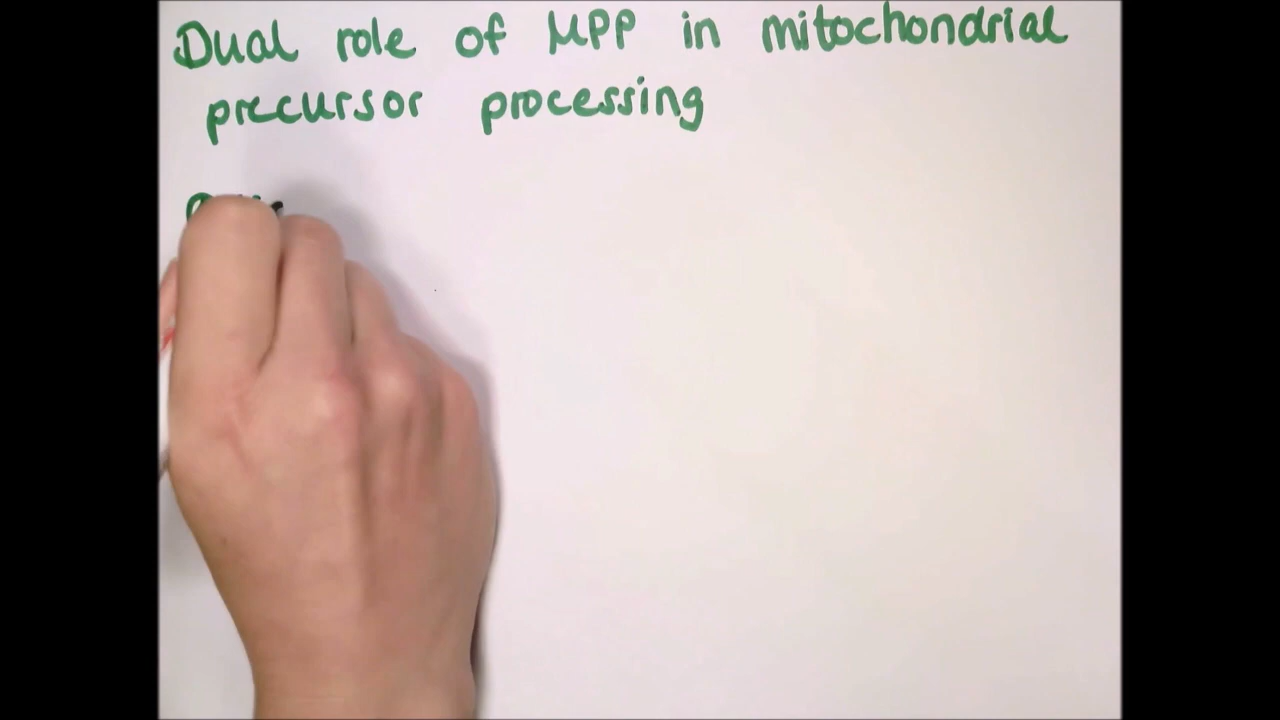 Dual role of MPP in mitochondrial
precursor processing